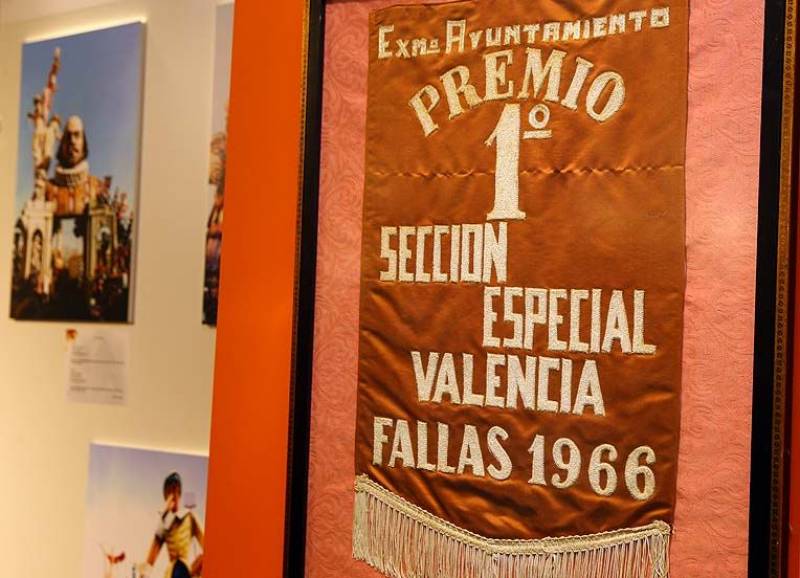 EXMº AYUNTAMIENTO
PREMIO
1º
SECCION
ESPECIAL
VALENCIA
FALLAS 1966